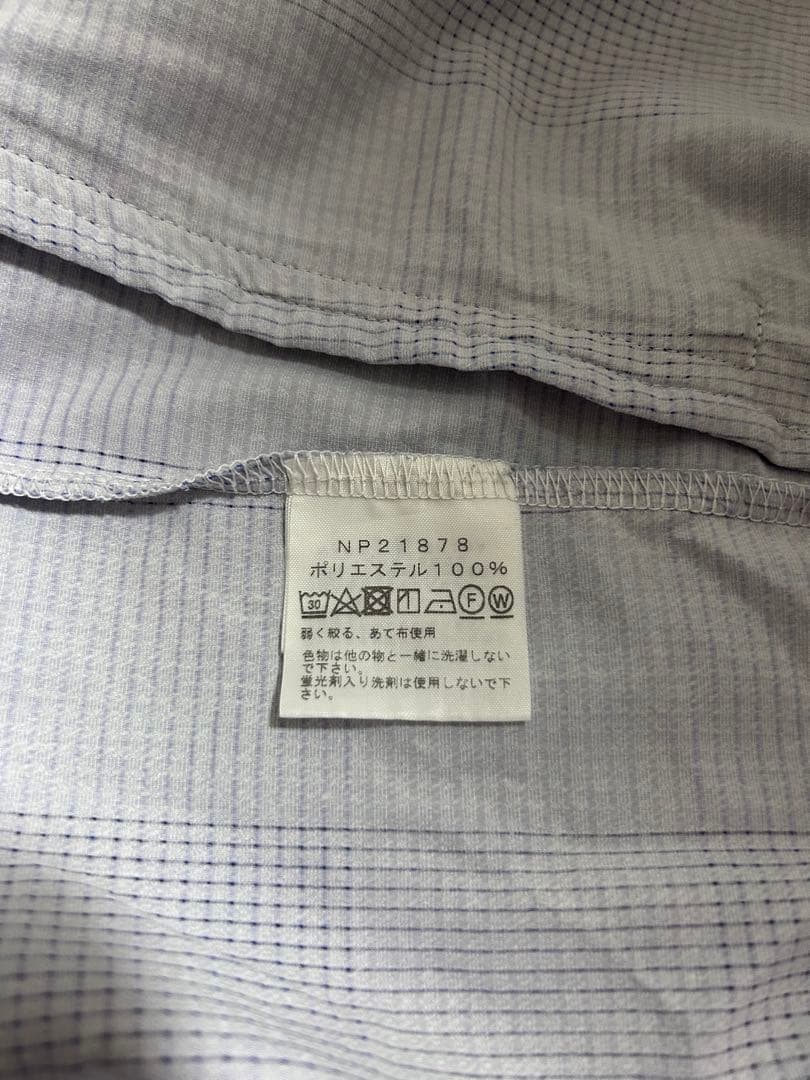 NP21878
ポリエステル100%
30 F W
弱く絞る、あて布使用
色物は他の物と一緒に洗濯しない
で下さい。
蛍光剤入り洗剤は使用しないで下
さい。